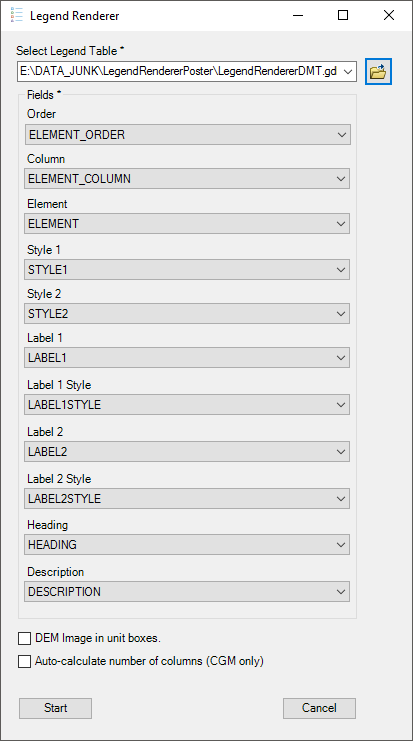 Legend Renderer
Select Legend Table *
E:\DATA_JUNK\LegendRendererPoster\LegendRendererDMT.gd
Fields *
Order
ELEMENT_ORDER
Column
ELEMENT_COLUMN
Element
ELEMENT
Style 1
STYLE1
Style 2
STYLE2
Label 1
LABEL1
Label 1 Style
LABEL1STYLE
Label 2
LABEL2
Label 2 Style
LABEL2STYLE
Heading
HEADING
Description
DESCRIPTION
DEM Image in unit boxes.
Auto-calculate number of columns (CGM only)
Start Cancel